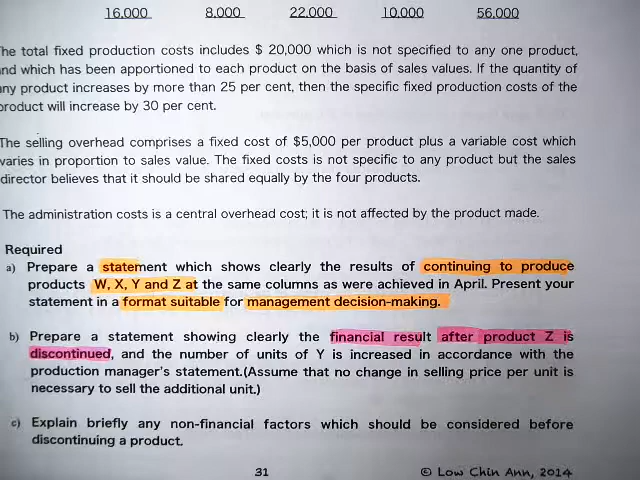 16,000 8,000 22,000 10,000 56,000
he total fixed production costs includes $ 20,000 which is not specified to any one product,
nd which has been apportioned to each product on the basis of sales values. If the quantity of
ny product increases by more than 25 per cent, then the specific fixed production costs of the
product will increase by 30 per cent.
The selling overhead comprises a fixed cost of $5,000 per product plus a variable cost which
varies in proportion to sales value. The fixed costs is not specific to any product but the sales
director believes that it should be shared equally by the four products.
The administration costs is a central overhead cost; it is not affected by the product made.
Required
a) Prepare a statement which shows clearly the results of continuing to produce
products W, X, Y and Z at the same columns as were achieved in April. Present your
statement in a format suitable for management decision-making.
b) Prepare a statement showing clearly the financial result after product Z is
discontinued, and the number of units of Y is increased in accordance with the
production manager's statement.(Assume that no change in selling price per unit is
necessary to sell the additional unit.)
c) Explain briefly any non-financial factors which should be considered before
discontinuing a product.
31 © Low Chin Ann, 2014